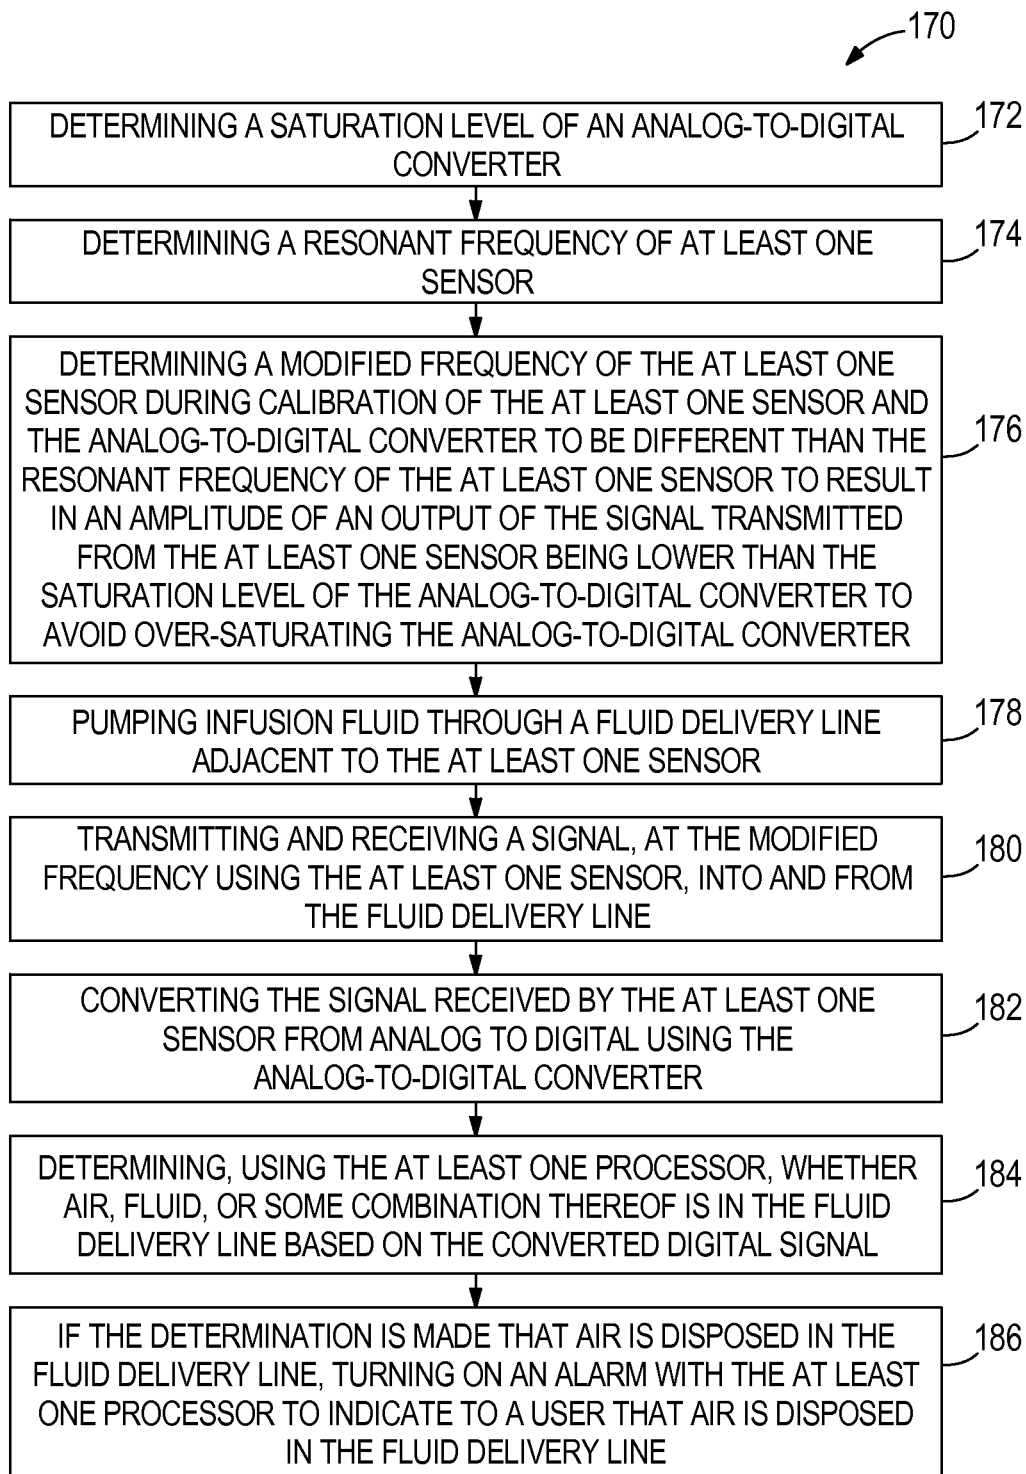 170
DETERMINING A SATURATION LEVEL OF AN ANALOG-TO-DIGITAL
CONVERTER
172
DETERMINING A RESONANT FREQUENCY OF AT LEAST ONE
SENSOR
174
DETERMINING A MODIFIED FREQUENCY OF THE AT LEAST ONE
SENSOR DURING CALIBRATION OF THE AT LEAST ONE SENSOR AND
THE ANALOG-TO-DIGITAL CONVERTER TO BE DIFFERENT THAN THE
RESONANT FREQUENCY OF THE AT LEAST ONE SENSOR TO RESULT
IN AN AMPLITUDE OF AN OUTPUT OF THE SIGNAL TRANSMITTED
FROM THE AT LEAST ONE SENSOR BEING LOWER THAN THE
SATURATION LEVEL OF THE ANALOG-TO-DIGITAL CONVERTER TO
AVOID OVER-SATURATING THE ANALOG-TO-DIGITAL CONVERTER
176
PUMPING INFUSION FLUID THROUGH A FLUID DELIVERY LINE
ADJACENT TO THE AT LEAST ONE SENSOR
178
TRANSMITTING AND RECEIVING A SIGNAL, AT THE MODIFIED
FREQUENCY USING THE AT LEAST ONE SENSOR, INTO AND FROM
THE FLUID DELIVERY LINE
180
CONVERTING THE SIGNAL RECEIVED BY THE AT LEAST ONE
SENSOR FROM ANALOG TO DIGITAL USING THE
ANALOG-TO-DIGITAL CONVERTER
182
DETERMINING, USING THE AT LEAST ONE PROCESSOR, WHETHER
AIR, FLUID, OR SOME COMBINATION THEREOF IS IN THE FLUID
DELIVERY LINE BASED ON THE CONVERTED DIGITAL SIGNAL
184
IF THE DETERMINATION IS MADE THAT AIR IS DISPOSED IN THE
FLUID DELIVERY LINE, TURNING ON AN ALARM WITH THE AT LEAST
ONE PROCESSOR TO INDICATE TO A USER THAT AIR IS DISPOSED
IN THE FLUID DELIVERY LINE
186